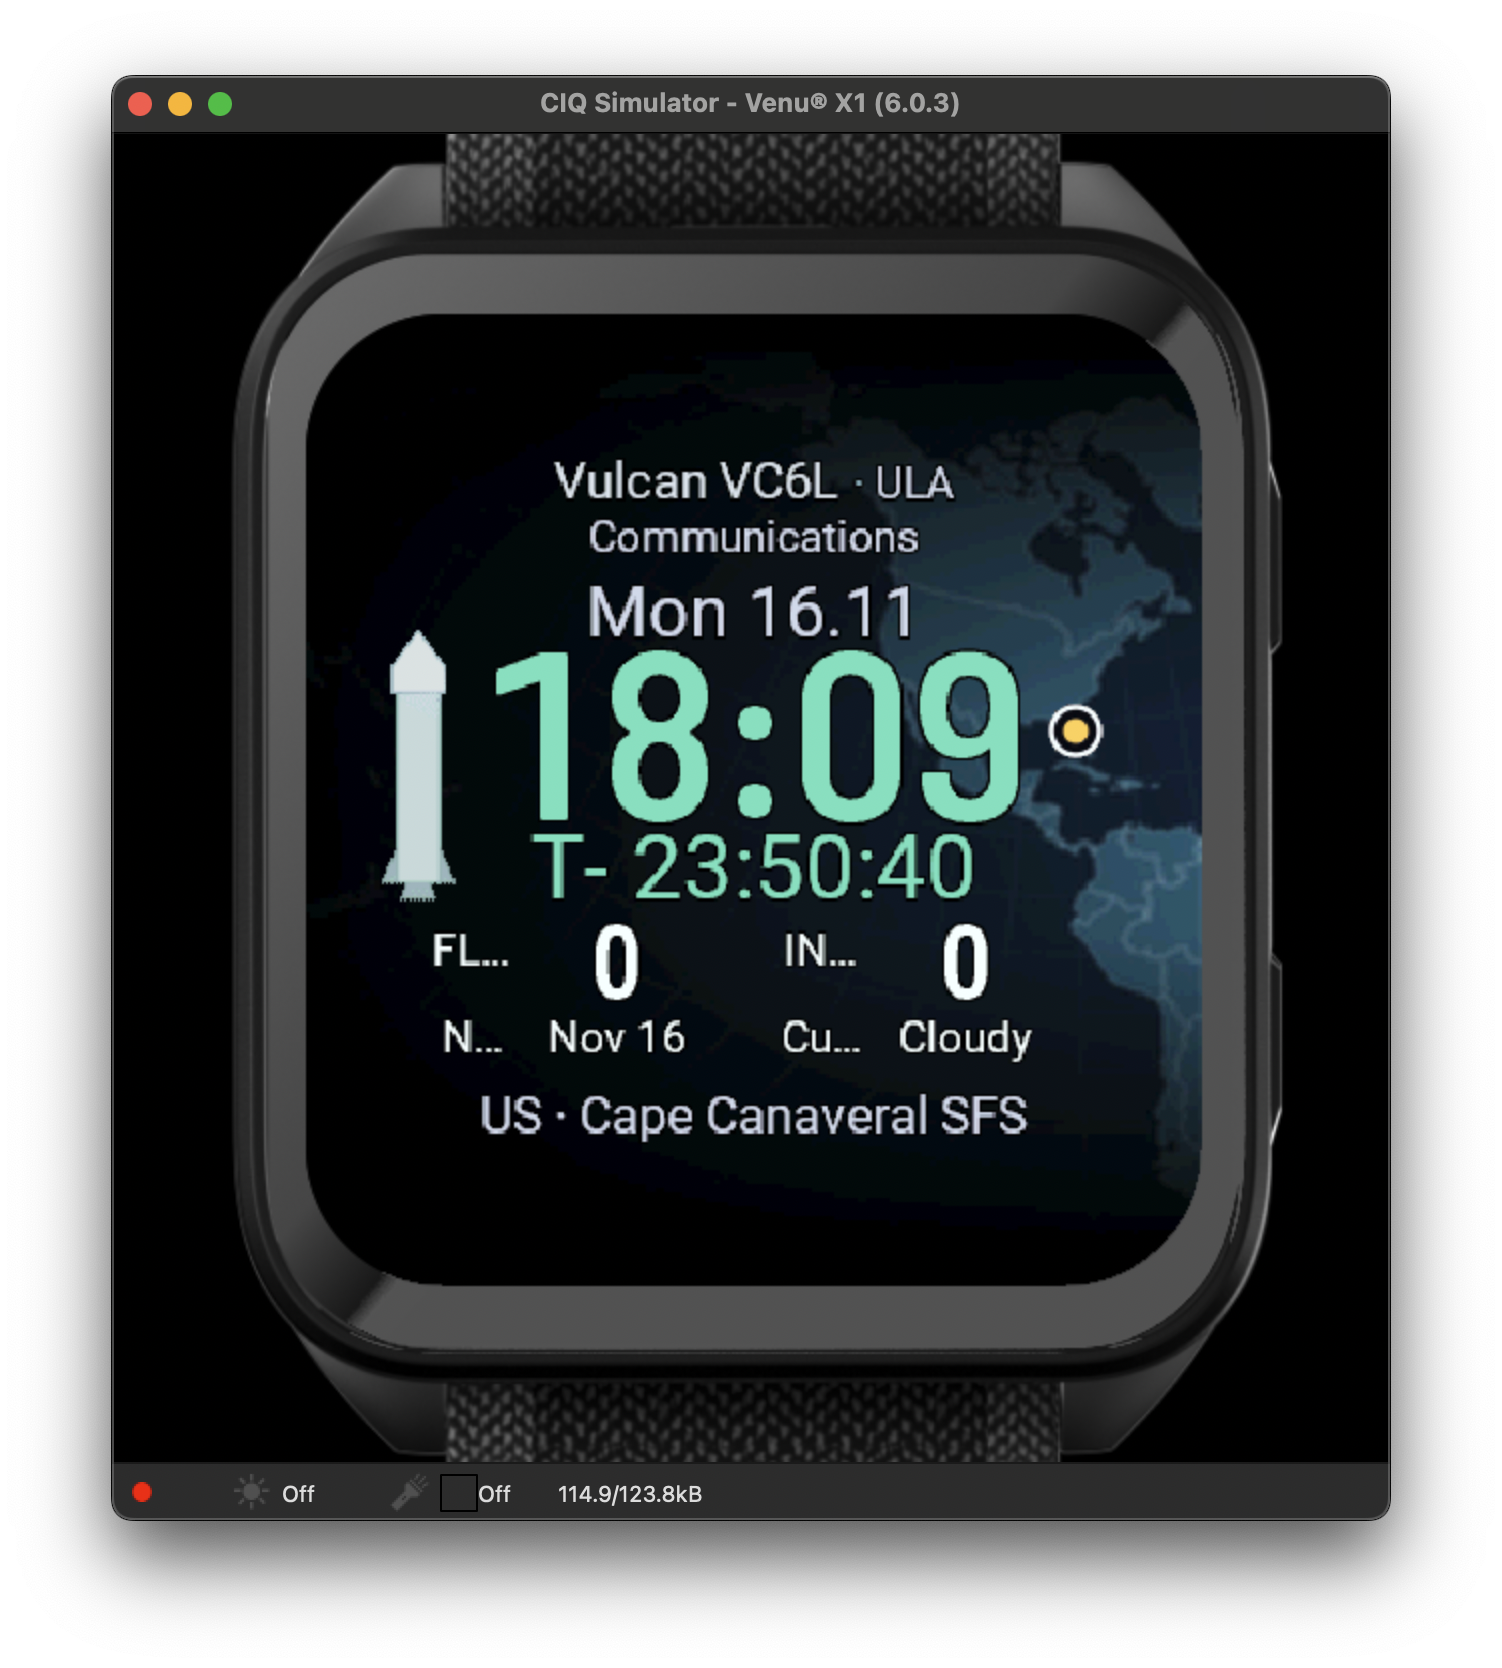 CIQ Simulator - Venu® X1 (6.0.3)
Vulcan VC6L · ULA
Communications
Mon 16.11
18:09
T- 23:50:40
FL... 0 IN... 0
N... Nov 16 Cu... Cloudy
US · Cape Canaveral SFS
Off Off 114.9/123.8kB